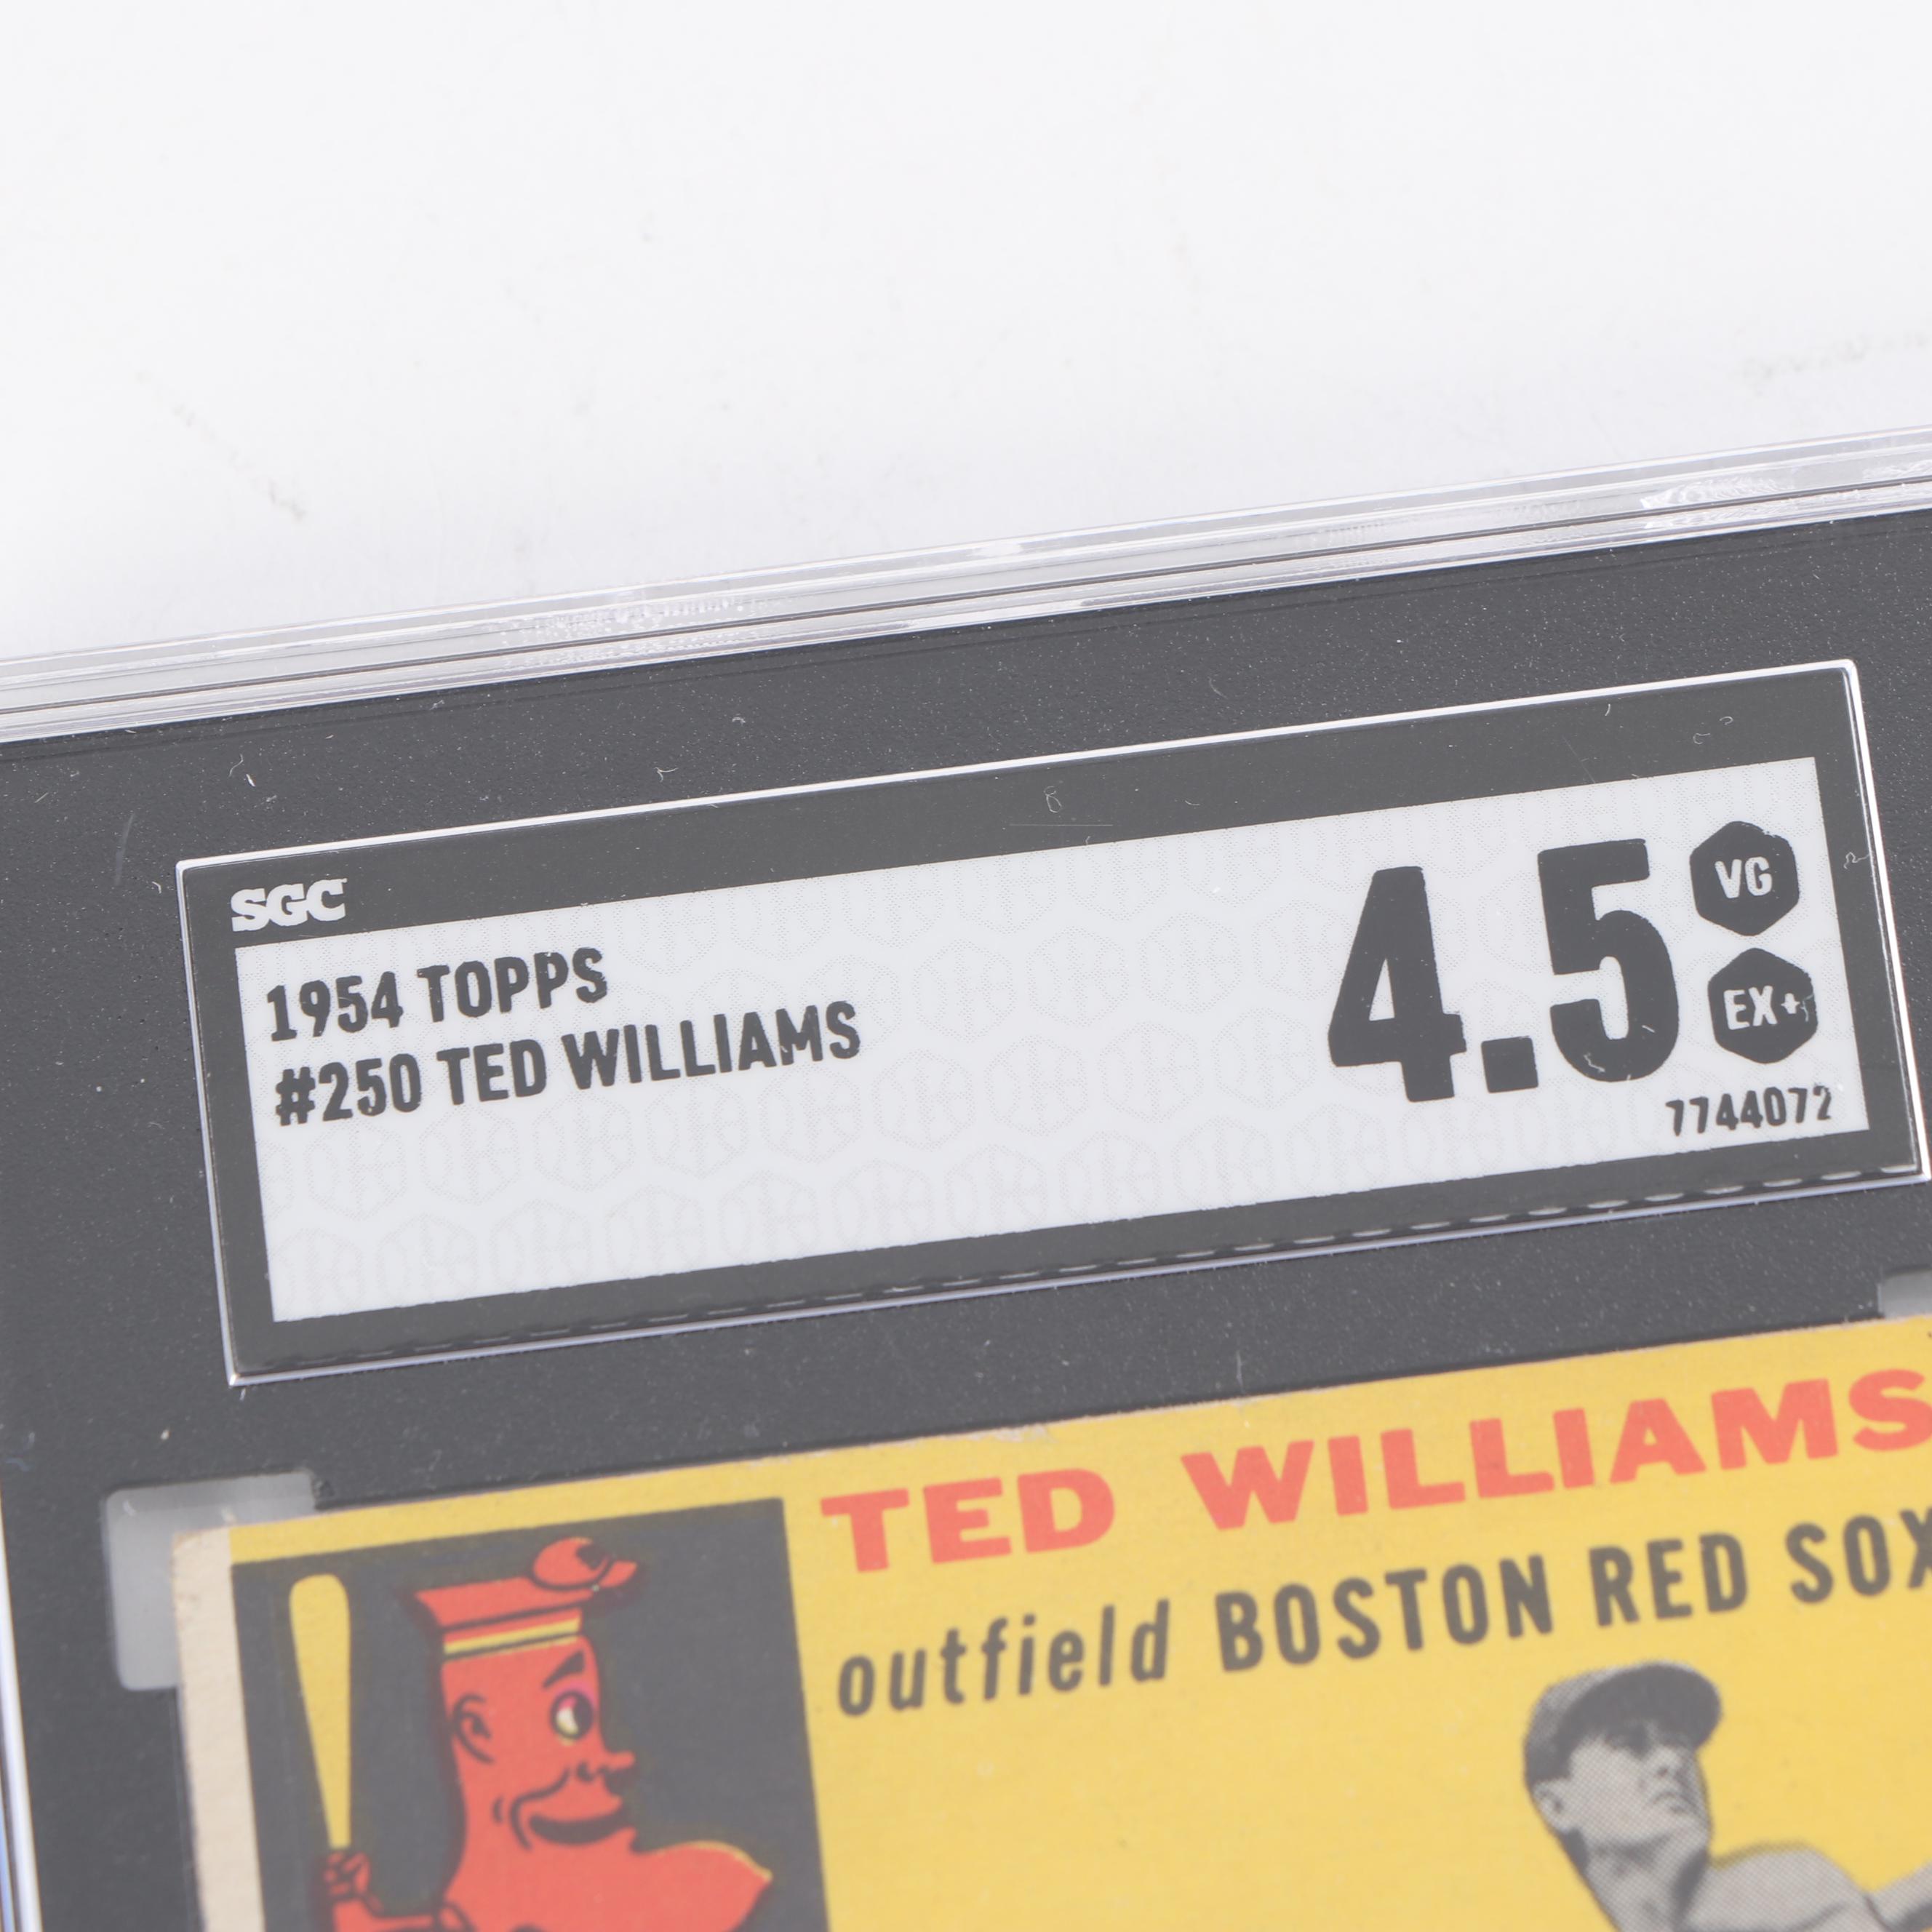 SGC
1954 TOPPS
#250 TED WILLIAMS
4.5
VG
EX+
7744072
TED WILLIAMS
outfield BOSTON RED SOX